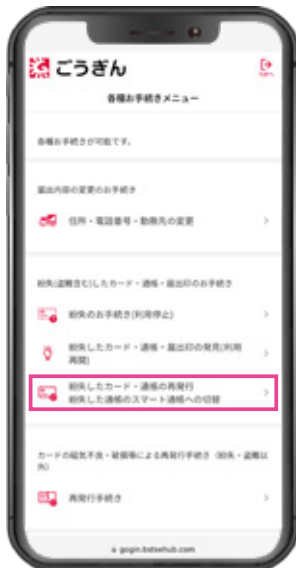 ごうぎん
TOPへ
各種お手続きメニュー
各種お手続きが可能です。
届出内容の変更のお手続き
住所・電話番号・勤務先の変更
紛失(盗難含む)したカード・通帳・届出印のお手続き
紛失のお手続き(利用停止)
紛失したカード・通帳・届出印の発見(利用
再開)
紛失したカード・通帳の再発行
紛失した通帳のスマート通帳への切替
カードの磁気不良・破損等による再発行手続き（紛失・盗難以
外）
再発行手続き
gogin.bstsehub.com